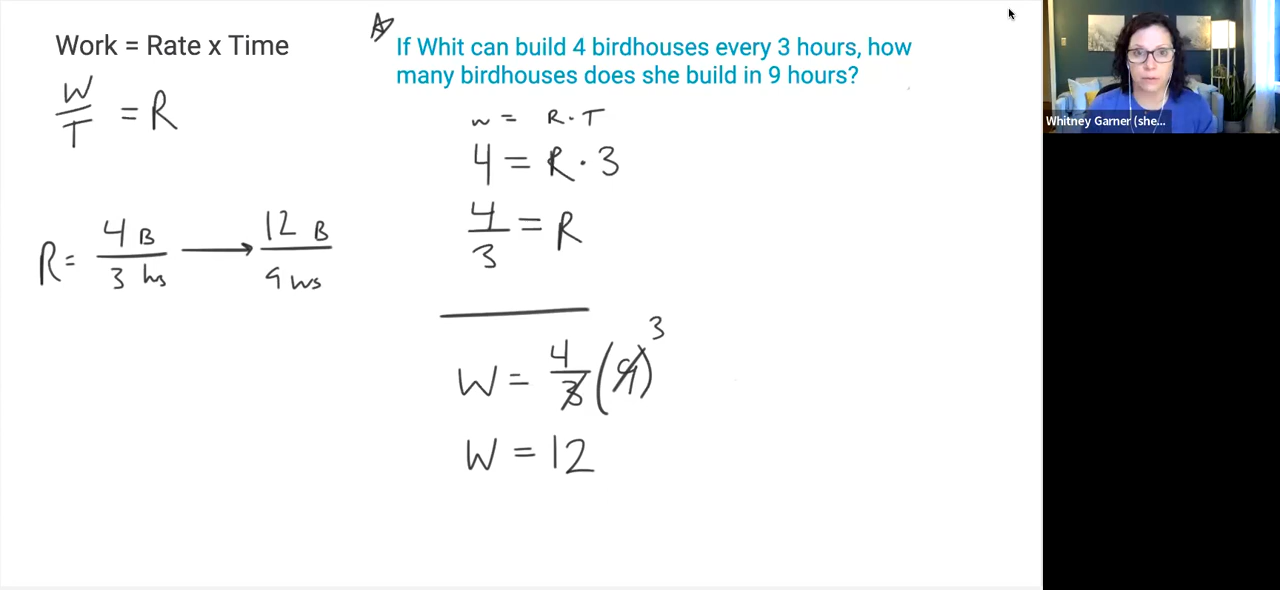 Work = Rate x Time
W/T = R
R = 4 B / 3 hs → 12 B / 9 ws
If Whit can build 4 birdhouses every 3 hours, how
many birdhouses does she build in 9 hours?
w = R · T
4 = R · 3
4/3 = R
W = 4/3 (9) 3
W = 12
Whitney Garner (she...